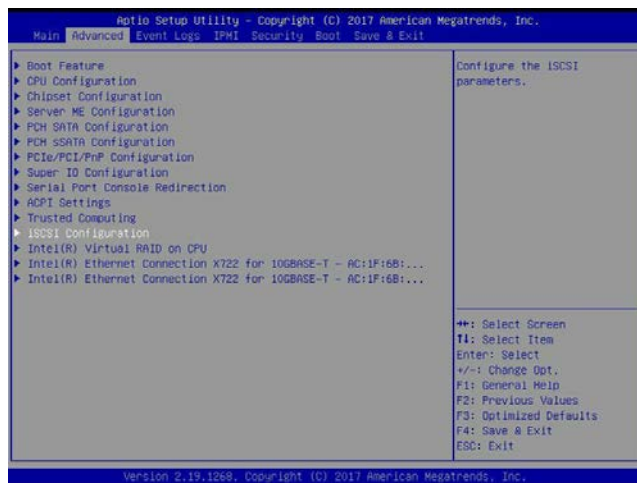 Aptio Setup Utility - Copyright (C) 2017 American Megatrends, Inc.
Main Advanced Event Logs IPMI Security Boot Save & Exit
Boot Feature
CPU Configuration
Chipset Configuration
Server ME Configuration
PCH SATA Configuration
PCH sSATA Configuration
PCIe/PCI/PnP Configuration
Super IO Configuration
Serial Port Console Redirection
ACPI Settings
Trusted Computing
iSCSI Configuration
Intel(R) Virtual RAID on CPU
Intel(R) Ethernet Connection X722 for 10GBASE-T - AC:1F:6B:...
Intel(R) Ethernet Connection X722 for 10GBASE-T - AC:1F:6B:...
Configure the iSCSI
parameters.
→←: Select Screen
↑↓: Select Item
Enter: Select
+/-: Change Opt.
F1: General Help
F2: Previous Values
F3: Optimized Defaults
F4: Save & Exit
ESC: Exit
Version 2.19.1268. Copyright (C) 2017 American Megatrends, Inc.